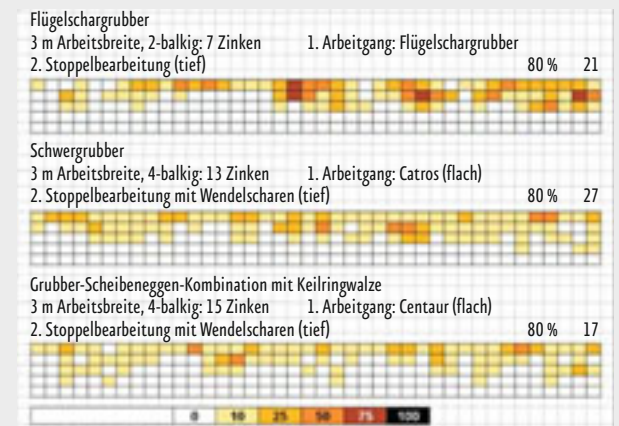 Flügelschargrubber
3 m Arbeitsbreite, 2-balkig: 7 Zinken 1. Arbeitgang: Flügelschargrubber
2. Stoppelbearbeitung (tief) 80 % 21
Schwergrubber
3 m Arbeitsbreite, 4-balkig: 13 Zinken 1. Arbeitgang: Catros (flach)
2. Stoppelbearbeitung mit Wendelscharen (tief) 80 % 27
Grubber-Scheibeneggen-Kombination mit Keilringwalze
3 m Arbeitsbreite, 4-balkig: 15 Zinken 1. Arbeitgang: Centaur (flach)
2. Stoppelbearbeitung mit Wendelscharen (tief) 80 % 17
0 10 25 50 75 100